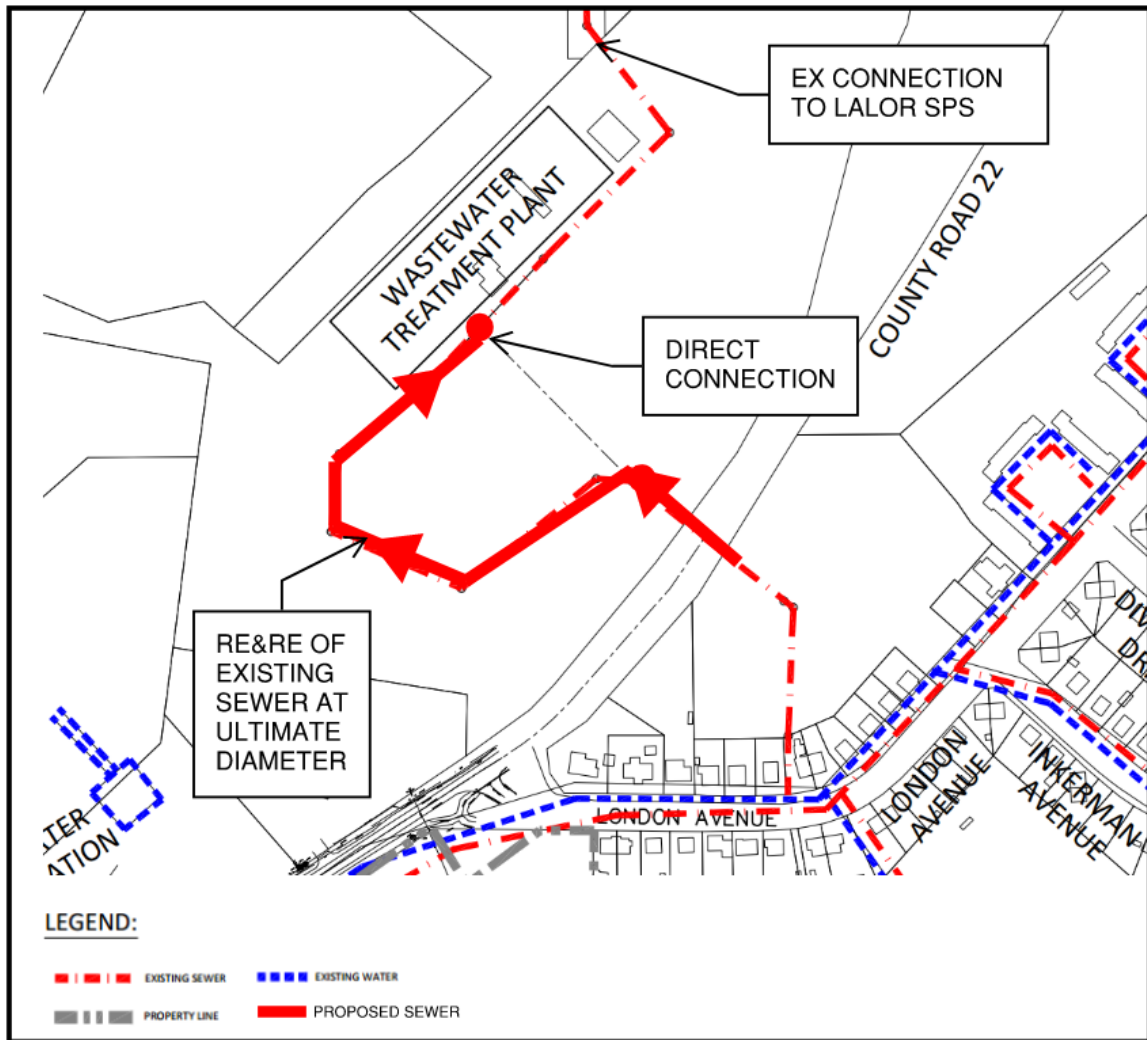 EX CONNECTION
TO LALOR SPS
WASTEWATER
TREATMENT PLANT
COUNTY ROAD 22
DIRECT
CONNECTION
RE&RE OF
EXISTING
SEWER AT
ULTIMATE
DIAMETER
LONDON AVENUE
LONDON
AVENUE
INKERMAN
AVENUE
LEGEND:
EXISTING SEWER
EXISTING WATER
PROPERTY LINE
PROPOSED SEWER